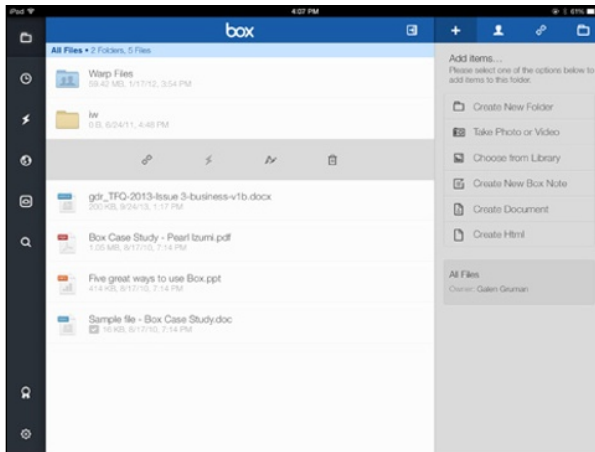 iPad
4:07 PM
61%
box
All Files • 2 Folders, 5 Files
Warp Files
59.42 MB, 1/17/12, 3:54 PM
iw
0 B, 6/24/11, 4:48 PM
gdr_TFQ-2013-Issue 3-business-v1b.docx
200 KB, 9/24/13, 1:17 PM
Box Case Study - Pearl Izumi.pdf
1.05 MB, 8/17/10, 7:14 PM
Five great ways to use Box.ppt
414 KB, 8/17/10, 7:14 PM
Sample file - Box Case Study.doc
16 KB, 8/17/10, 7:14 PM
Add items...
Please select one of the options below to
add items to this folder.
Create New Folder
Take Photo or Video
Choose from Library
Create New Box Note
Create Document
Create Html
All Files
Owner: Galen Gruman